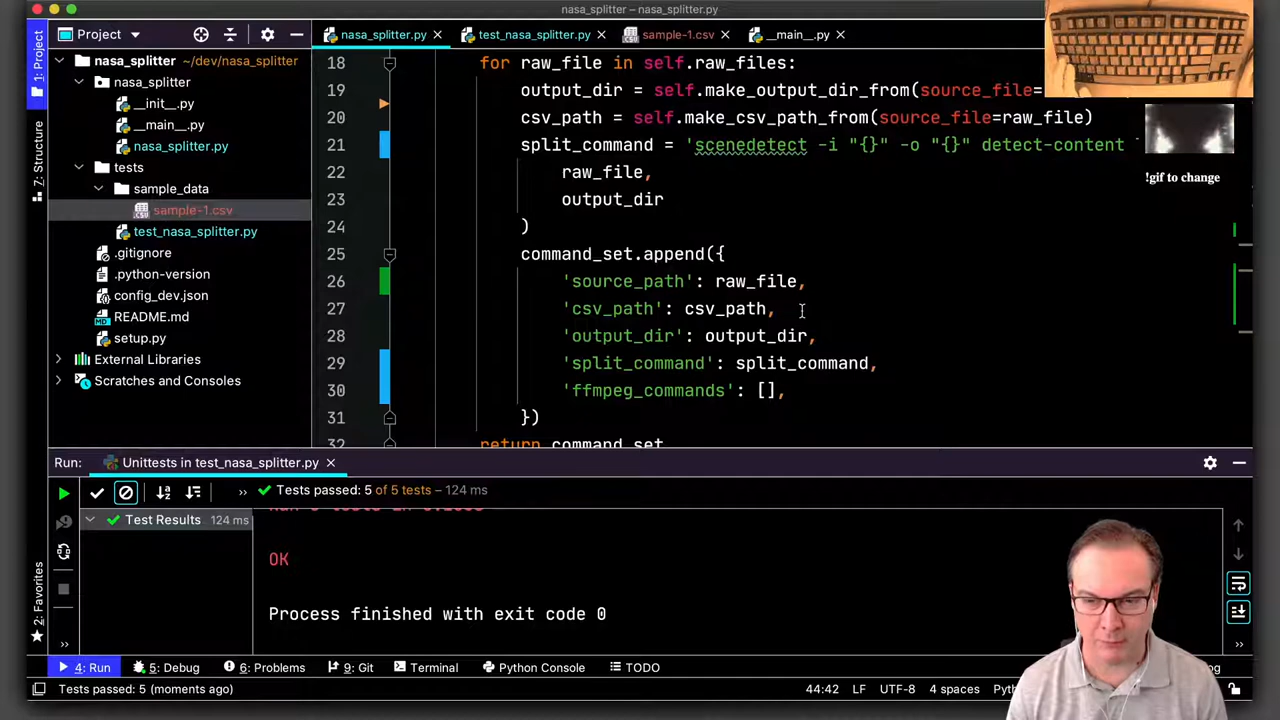 nasa_splitter – nasa_splitter.py
Project
nasa_splitter.py
test_nasa_splitter.py
sample-1.csv
__main__.py
1: Project
7: Structure
2: Favorites
nasa_splitter ~/dev/nasa_splitter
nasa_splitter
__init__.py
__main__.py
nasa_splitter.py
tests
sample_data
sample-1.csv
test_nasa_splitter.py
.gitignore
.python-version
config_dev.json
README.md
setup.py
External Libraries
Scratches and Consoles
18 for raw_file in self.raw_files:
19 output_dir = self.make_output_dir_from(source_file=
20 csv_path = self.make_csv_path_from(source_file=raw_file)
21 split_command = 'scenedetect -i "{}" -o "{}" detect-content
22 raw_file,
23 output_dir
24 )
25 command_set.append({
26 'source_path': raw_file,
27 'csv_path': csv_path,
28 'output_dir': output_dir,
29 'split_command': split_command,
30 'ffmpeg_commands': [],
31 })
32 return command_set
!gif to change
Run: Unittests in test_nasa_splitter.py
Tests passed: 5 of 5 tests – 124 ms
Test Results 124 ms
OK
Process finished with exit code 0
4: Run
5: Debug
6: Problems
9: Git
Terminal
Python Console
TODO
Tests passed: 5 (moments ago)
44:42 LF UTF-8 4 spaces